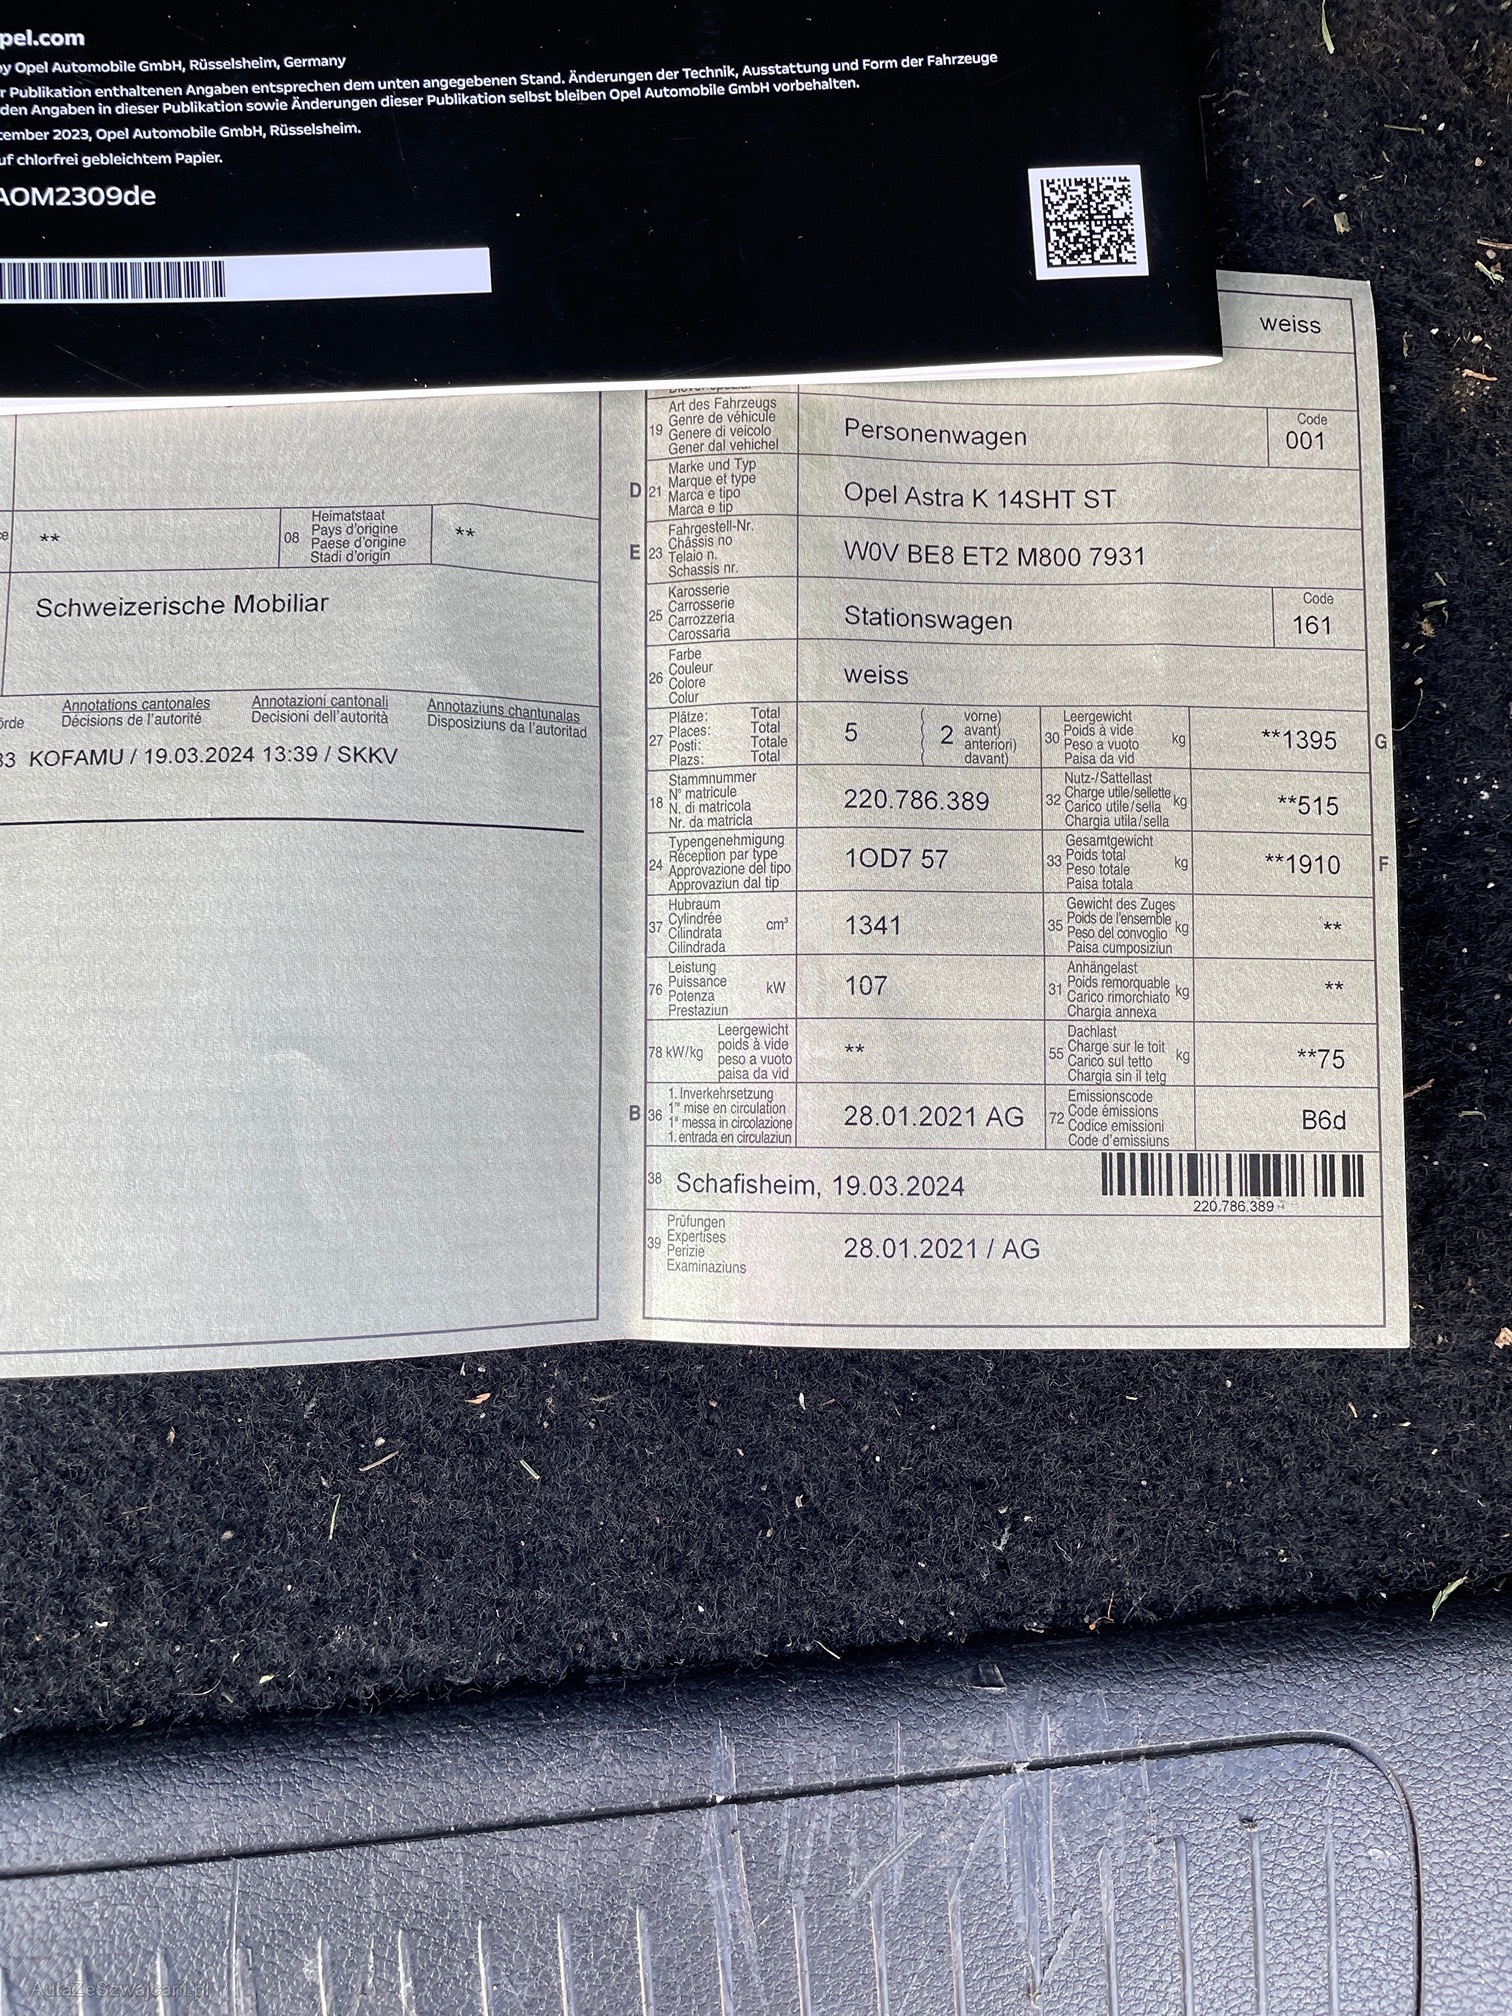 pel.com
by Opel Automobile GmbH, Rüsselsheim, Germany
r Publikation enthaltenen Angaben entsprechen dem unten angegebenen Stand. Änderungen der Technik, Ausstattung und Form der Fahrzeuge
den Angaben in dieser Publikation sowie Änderungen dieser Publikation selbst bleiben Opel Automobile GmbH vorbehalten.
tember 2023, Opel Automobile GmbH, Rüsselsheim.
uf chlorfrei gebleichtem Papier.
AOM2309de
weiss
19 Art des Fahrzeugs
Genre de véhicule
Genere di veicolo
Gener dal vehichel
Personenwagen
Code
001
D 21 Marke und Typ
Marque et type
Marca e tipo
Marca e tip
Opel Astra K 14SHT ST
E 23 Fahrgestell-Nr.
Châssis no
Telaio n.
Schassis nr.
W0V BE8 ET2 M800 7931
25 Karosserie
Carrosserie
Carrozzeria
Carossaria
Stationswagen
Code
161
26 Farbe
Couleur
Colore
Colur
weiss
27 Plätze: Total
Places: Total
Posti: Totale
Plazs: Total
5 ( 2 vorne)
( avant)
( anteriori)
( davant)
30 Leergewicht
Poids à vide
Peso a vuoto
Paisa da vid
kg
**1395
G
18 Stammnummer
N° matricule
N. di matricola
Nr. da matricla
220.786.389
32 Nutz-/Sattellast
Charge utile/sellette
Carico utile/sella
Chargia utila/sella
kg
**515
24 Typengenehmigung
Réception par type
Approvazione del tipo
Approvaziun dal tip
1OD7 57
33 Gesamtgewicht
Poids total
Peso totale
Paisa totala
kg
**1910
F
37 Hubraum
Cylindrée
Cilindrata
Cilindrada
cm³
1341
35 Gewicht des Zuges
Poids de l'ensemble
Peso del convoglio
Paisa cumposiziun
kg
**
76 Leistung
Puissance
Potenza
Prestaziun
kW
107
31 Anhängelast
Poids remorquable
Carico rimorchiato
Chargia annexa
kg
**
78 kW/kg Leergewicht
poids à vide
peso a vuoto
paisa da vid
**
55 Dachlast
Charge sur le toit
Carico sul tetto
Chargia sin il tetg
kg
**75
B 36 1. Inverkehrsetzung
1re mise en circulation
1a messa in circolazione
1. entrada en circulaziun
28.01.2021 AG
72 Emissionscode
Code émissions
Codice emissioni
Code d'emissiuns
B6d
38 Schafisheim, 19.03.2024
220.786.389
39 Prüfungen
Expertises
Perizie
Examinaziuns
28.01.2021 / AG
ce
**
08 Heimatstaat
Pays d'origine
Paese d'origine
Stadi d'origin
**
Schweizerische Mobiliar
örde
Annotations cantonales
Décisions de l'autorité
Annotazioni cantonali
Decisioni dell'autorità
Annotaziuns chantunalas
Disposiziuns da l'autoritad
33 KOFAMU / 19.03.2024 13:39 / SKKV
AutaZeSzwajcarii.pl